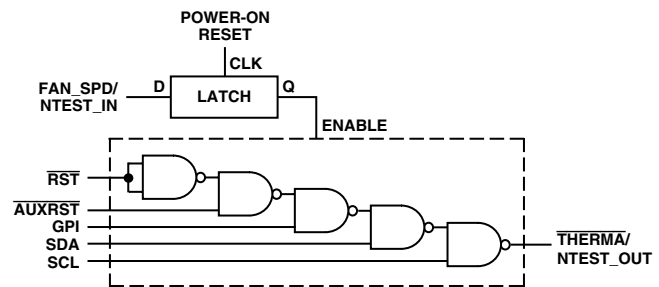 POWER-ON
RESET
CLK
FAN_SPD/
NTEST_IN
D
LATCH
Q
ENABLE
RST
AUXRST
GPI
SDA
SCL
THERMA/
NTEST_OUT